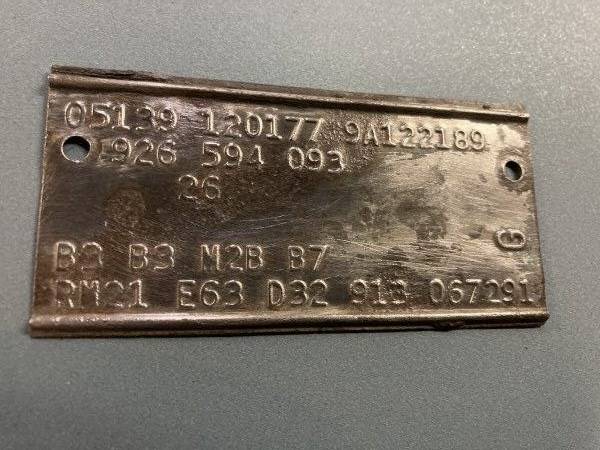 05139 120177 9A122189
926 594 093
26
G
B3 B3 M2B B7
RM21 E63 D32 913 067291